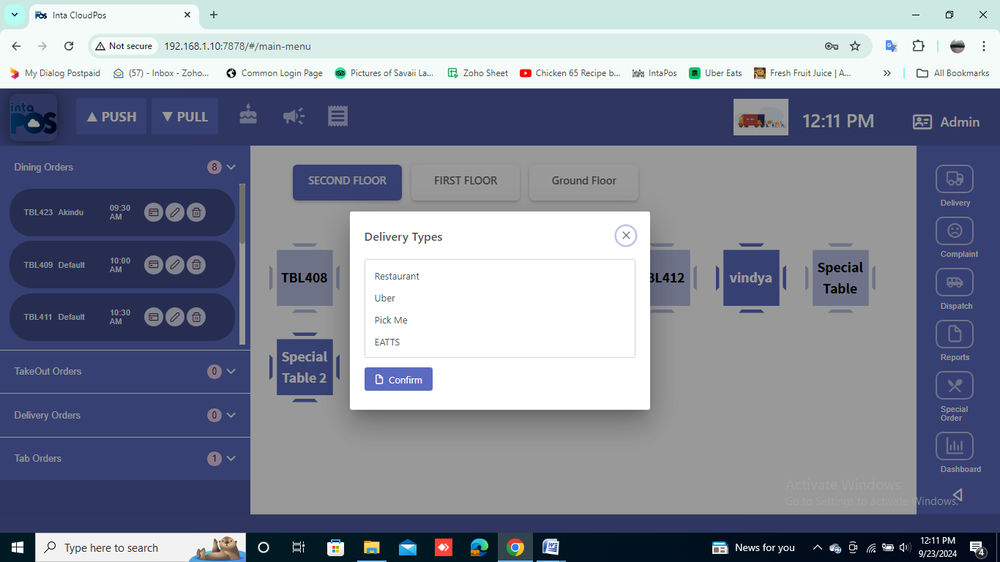 Inta CloudPos
Not secure
192.168.1.10:7878/#/main-menu
My Dialog Postpaid
(57) - Inbox - Zoho...
Common Login Page
Pictures of Savaii La...
Zoho Sheet
Chicken 65 Recipe b...
IntaPos
Uber Eats
Fresh Fruit Juice | A...
All Bookmarks
inta
POS
PUSH
PULL
12:11 PM
Admin
Dining Orders
8
TBL423 Akindu 09:30 AM
TBL409 Default 10:00 AM
TBL411 Default 10:30 AM
TakeOut Orders
0
Delivery Orders
0
Tab Orders
1
SECOND FLOOR
FIRST FLOOR
Ground Floor
TBL408
BL412
vindya
Special
Table
Special
Table 2
Delivery Types
Restaurant
Uber
Pick Me
EATTS
Confirm
Delivery
Complaint
Dispatch
Reports
Special
Order
Dashboard
Activate Windows
Go to Settings to activate Windows.
Type here to search
News for you
12:11 PM
9/23/2024
4